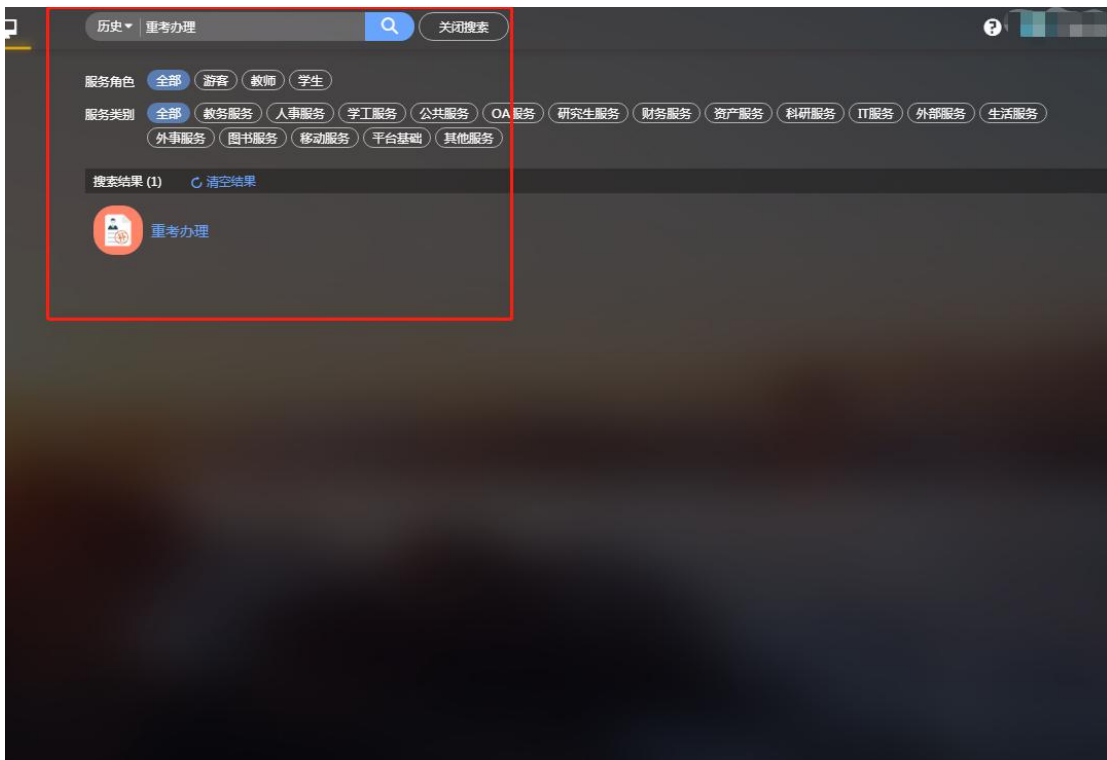 历史 重考办理 关闭搜索 ?
服务角色 全部 游客 教师 学生
服务类别 全部 教务服务 人事服务 学工服务 公共服务 OA服务 研究生服务 财务服务 资产服务 科研服务 IT服务 外部服务 生活服务
外事服务 图书服务 移动服务 平台基础 其他服务
搜索结果 (1) 清空结果
重考办理